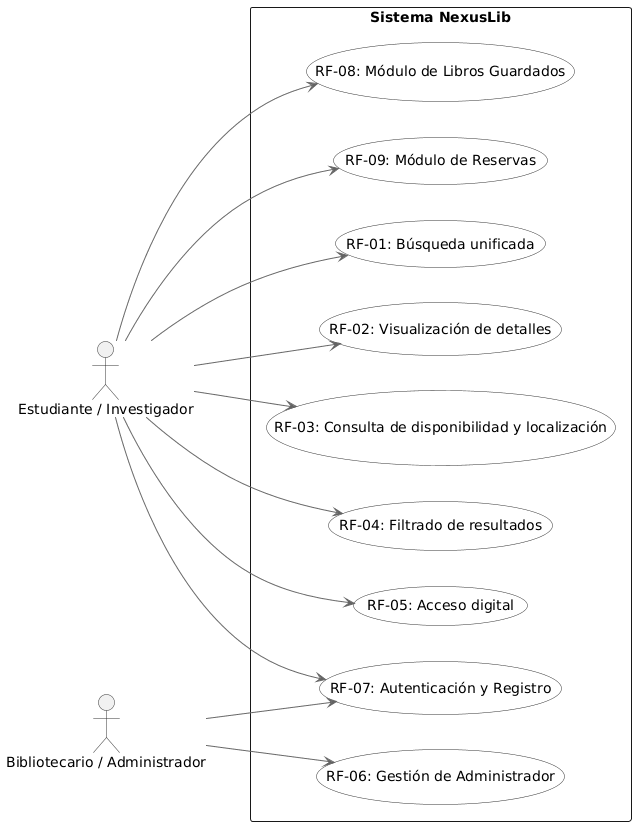 Sistema NexusLib
RF-08: Módulo de Libros Guardados
RF-09: Módulo de Reservas
RF-01: Búsqueda unificada
RF-02: Visualización de detalles
Estudiante / Investigador
RF-03: Consulta de disponibilidad y localización
RF-04: Filtrado de resultados
RF-05: Acceso digital
RF-07: Autenticación y Registro
Bibliotecario / Administrador
RF-06: Gestión de Administrador